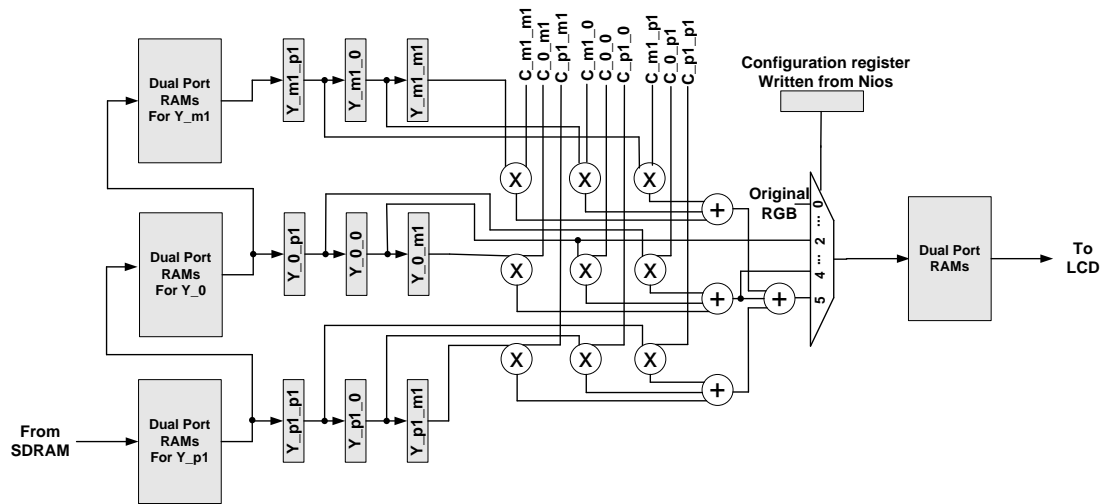 C_m1_m1
C_0_m1
C_p1_m1
C_m1_0
C_0_0
C_p1_0
C_m1_p1
C_0_p1
C_p1_p1
Configuration register
Written from Nios
Dual Port
RAMs
For Y_m1
Y_m1_p1
Y_m1_0
Y_m1_m1
X
X
X
+
Original
RGB
0
...
2
...
4
5
Dual Port
RAMs
For Y_0
Y_0_p1
Y_0_0
Y_0_m1
X
X
X
+
+
Dual Port
RAMs
To
LCD
Dual Port
RAMs
For Y_p1
Y_p1_p1
Y_p1_0
Y_p1_m1
X
X
X
+
From
SDRAM